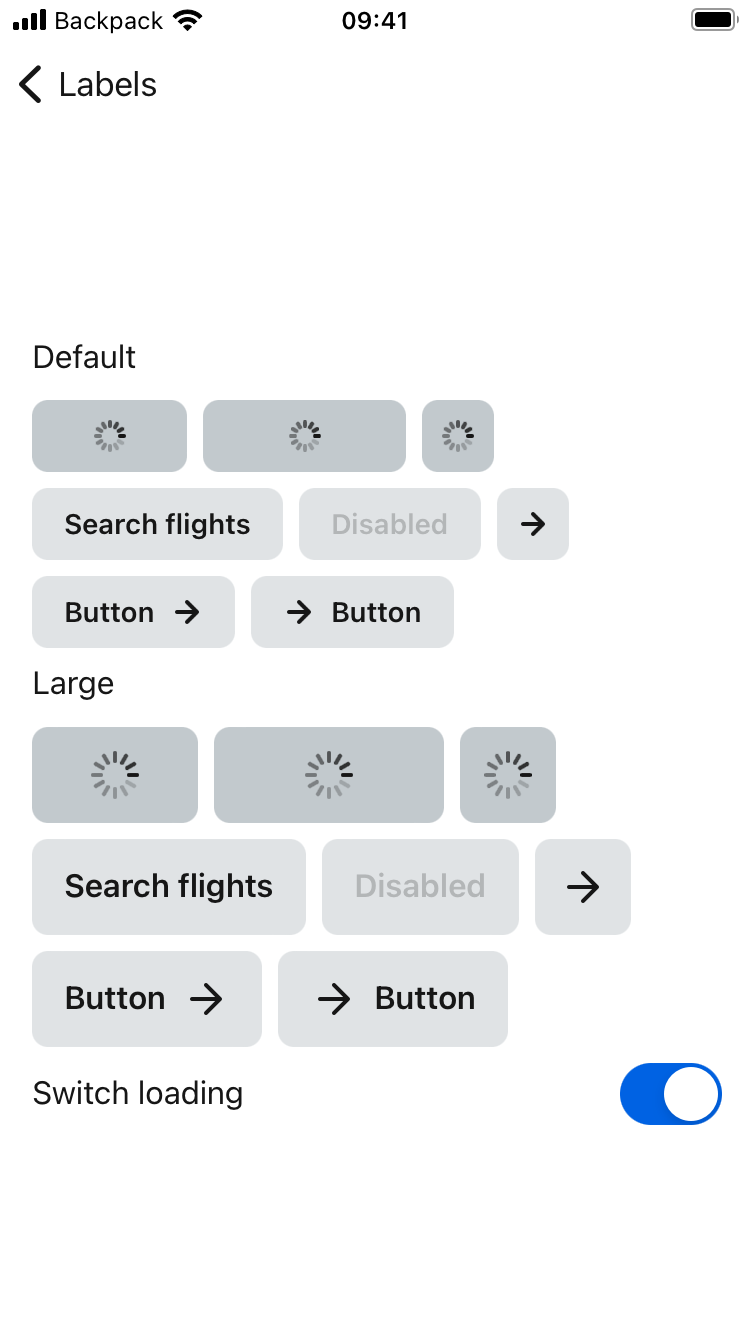 Backpack 09:41
Labels
Default
Search flights Disabled
Button Button
Large
Search flights Disabled
Button Button
Switch loading